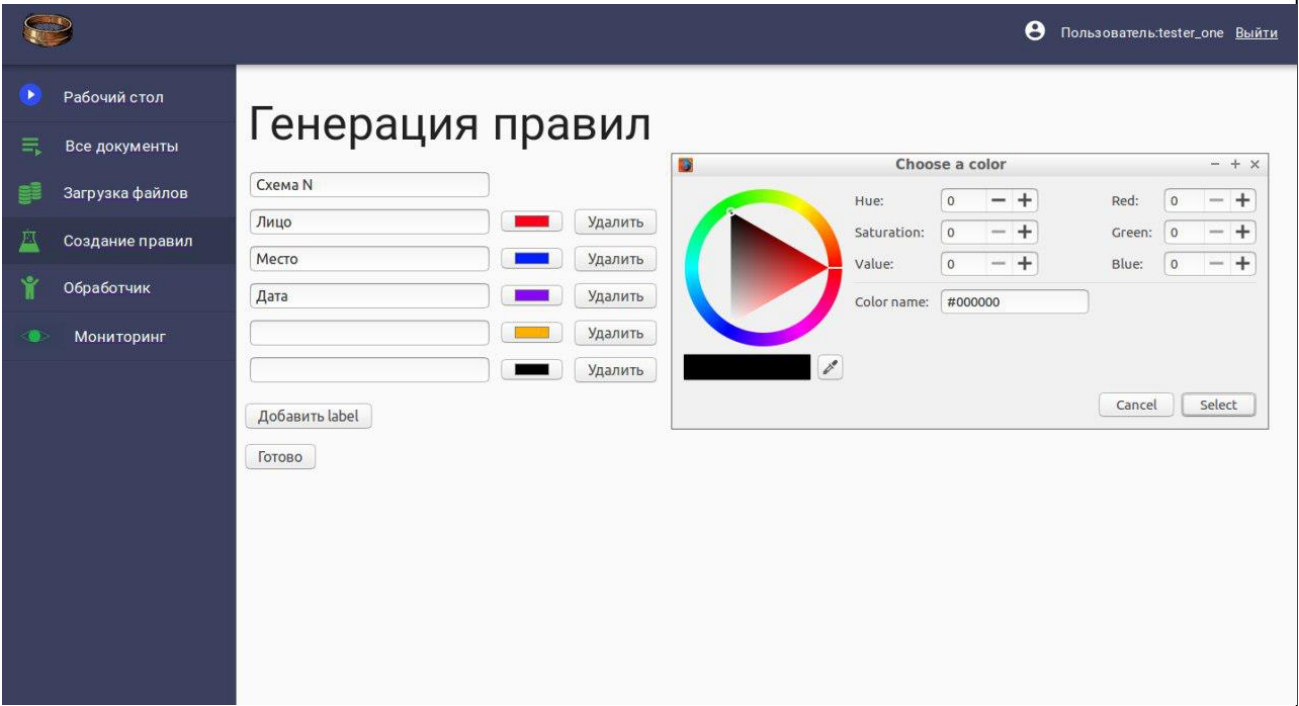 Пользователь:tester_one Выйти
Рабочий стол
Все документы
Загрузка файлов
Создание правил
Обработчик
Мониторинг
Генерация правил
Схема N
Лицо Удалить
Место Удалить
Дата Удалить
Удалить
Удалить
Добавить label
Готово
Choose a color
Hue: 0 Red: 0
Saturation: 0 Green: 0
Value: 0 Blue: 0
Color name: #000000
Cancel Select